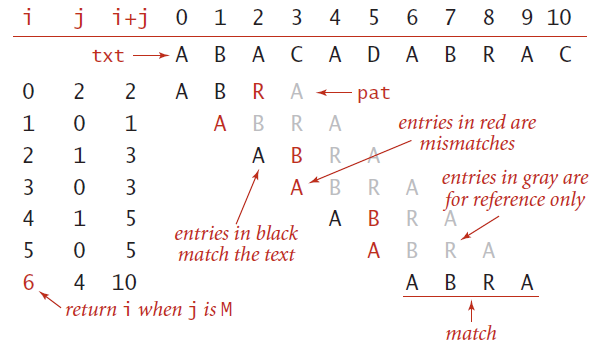 i j i+j 0 1 2 3 4 5 6 7 8 9 10
txt A B A C A D A B R A C
0 2 2 A B R A pat
1 0 1 A B R A entries in red are
mismatches
2 1 3 A B R A
3 0 3 A B R A entries in gray are
for reference only
4 1 5 entries in black A B R A
match the text
5 0 5 A B R A
6 4 10 A B R A
return i when j is M
match